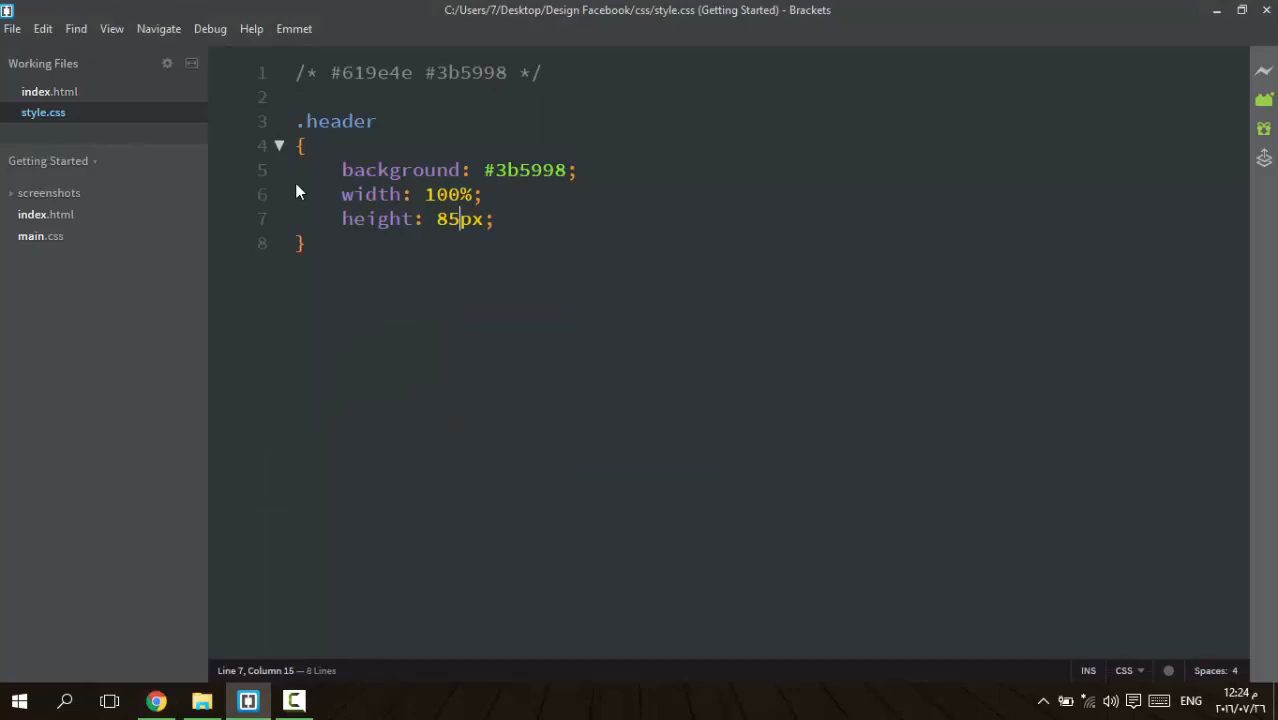 C:/Users/7/Desktop/Design Facebook/css/style.css (Getting Started) - Brackets
File Edit Find View Navigate Debug Help Emmet
Working Files
index.html
style.css
Getting Started
screenshots
index.html
main.css
1 /* #619e4e #3b5998 */
2
3 .header
4 {
5 background: #3b5998;
6 width: 100%;
7 height: 85px;
8 }
Line 7, Column 15 — 8 Lines
INS CSS Spaces: 4
ENG
12:24 م
٢٠١٦/٠٧/٢٦